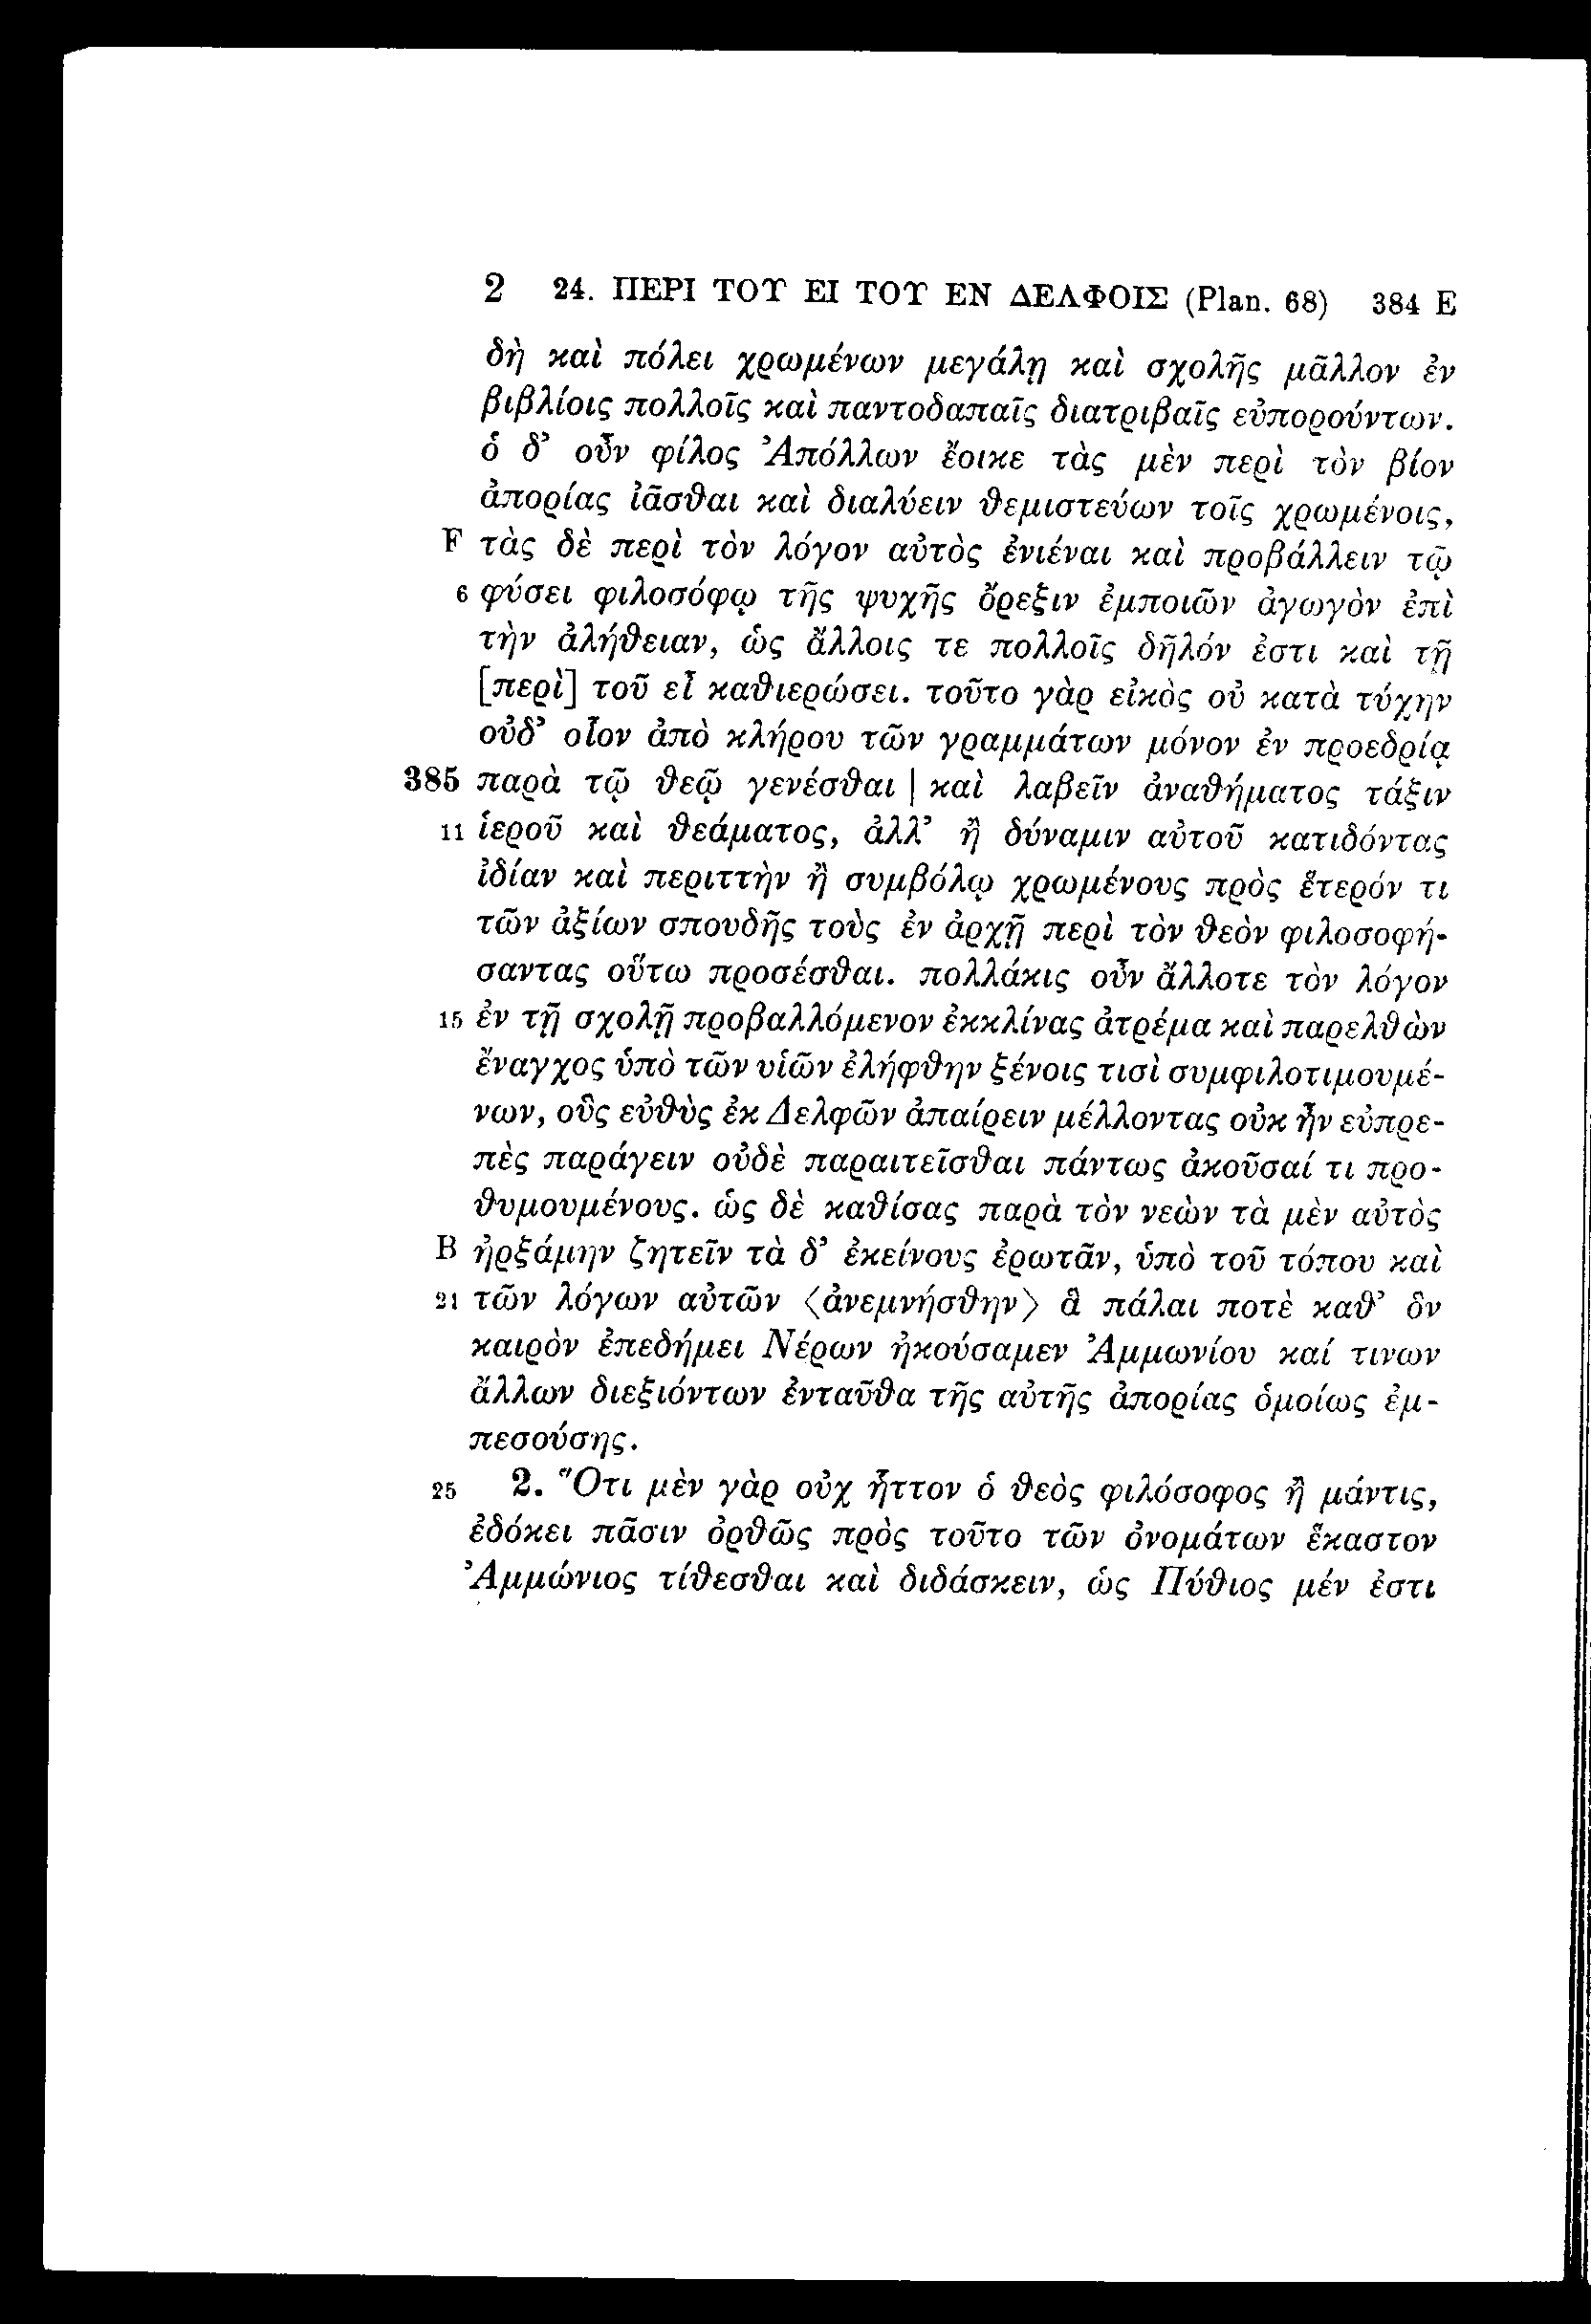 2 24. ΠΕΡΙ ΤΟΥ ΕΙ ΤΟΥ ΕΝ ΔΕΛΦΟΙΣ (Plan. 68) 384 E
δὴ καὶ πόλει χρωμένων μεγάλῃ καὶ σχολῆς μᾶλλον ἐν
βιβλίοις πολλοῖς καὶ παντοδαπαῖς διατριβαῖς εὐπορούντων.
ὁ δ’ οὖν φίλος Ἀπόλλων ἔοικε τὰς μὲν περὶ τὸν βίον
ἀπορίας ἰᾶσθαι καὶ διαλύειν θεμιστεύων τοῖς χρωμένοις,
F τὰς δὲ περὶ τὸν λόγον αὐτὸς ἐνιέναι καὶ προβάλλειν τῷ
6 φύσει φιλοσόφῳ τῆς ψυχῆς ὄρεξιν ἐμποιῶν ἀγωγὸν ἐπὶ
τὴν ἀλήθειαν, ὡς ἄλλοις τε πολλοῖς δῆλόν ἐστι καὶ τῇ
[περὶ] τοῦ εἶ καθιερώσει. τοῦτο γὰρ εἰκὸς οὐ κατὰ τύχην
οὐδ’ οἷον ἀπὸ κλήρου τῶν γραμμάτων μόνον ἐν προεδρίᾳ
385 παρὰ τῷ θεῷ γενέσθαι | καὶ λαβεῖν ἀναθήματος τάξιν
11 ἱεροῦ καὶ θεάματος, ἀλλ’ ἢ δύναμιν αὐτοῦ κατιδόντας
ἰδίαν καὶ περιττὴν ἢ συμβόλῳ χρωμένους πρὸς ἕτερόν τι
τῶν ἀξίων σπουδῆς τοὺς ἐν ἀρχῇ περὶ τὸν θεὸν φιλοσοφή-
σαντας οὕτω προσέσθαι. πολλάκις οὖν ἄλλοτε τὸν λόγον
15 ἐν τῇ σχολῇ προβαλλόμενον ἐκκλίνας ἀτρέμα καὶ παρελθὼν
ἔναγχος ὑπὸ τῶν υἱῶν ἐλήφθην ξένοις τισὶ συμφιλοτιμουμέ-
νων, οὓς εὐθὺς ἐκ Δελφῶν ἀπαίρειν μέλλοντας οὐκ ἦν εὐπρε-
πὲς παράγειν οὐδὲ παραιτεῖσθαι πάντως ἀκοῦσαί τι προ-
θυμουμένους. ὡς δὲ καθίσας παρὰ τὸν νεὼν τὰ μὲν αὐτὸς
B ἠρξάμην ζητεῖν τὰ δ’ ἐκείνους ἐρωτᾶν, ὑπὸ τοῦ τόπου καὶ
21 τῶν λόγων αὐτῶν ⟨ἀνεμνήσθην⟩ ἃ πάλαι ποτὲ καθ’ ὃν
καιρὸν ἐπεδήμει Νέρων ἠκούσαμεν Ἀμμωνίου καί τινων
ἄλλων διεξιόντων ἐνταῦθα τῆς αὐτῆς ἀπορίας ὁμοίως ἐμ-
πεσούσης.
25 2. Ὅτι μὲν γὰρ οὐχ ἧττον ὁ θεὸς φιλόσοφος ἢ μάντις,
ἐδόκει πᾶσιν ὀρθῶς πρὸς τοῦτο τῶν ὀνομάτων ἕκαστον
Ἀμμώνιος τίθεσθαι καὶ διδάσκειν, ὡς Πύθιος μέν ἐστι